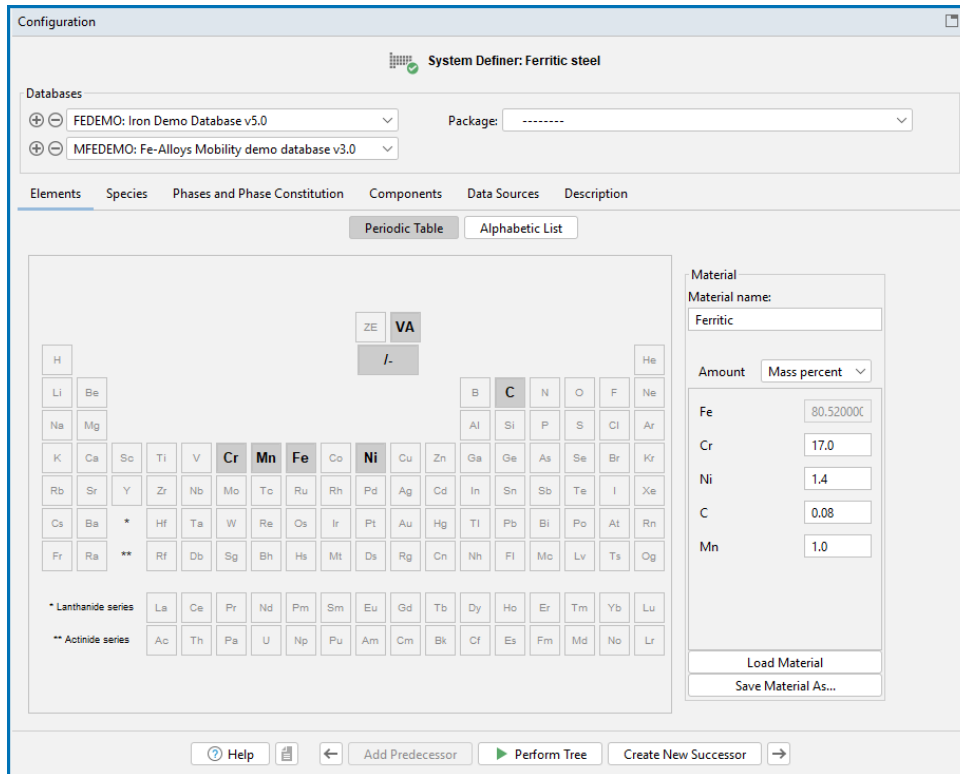 Configuration
System Definer: Ferritic steel
Databases
FEDEMO: Iron Demo Database v5.0 Package: --------
MFEDEMO: Fe-Alloys Mobility demo database v3.0
Elements Species Phases and Phase Constitution Components Data Sources Description
Periodic Table Alphabetic List
ZE VA
/-
H He
Li Be B C N O F Ne
Na Mg Al Si P S Cl Ar
K Ca Sc Ti V Cr Mn Fe Co Ni Cu Zn Ga Ge As Se Br Kr
Rb Sr Y Zr Nb Mo Tc Ru Rh Pd Ag Cd In Sn Sb Te I Xe
Cs Ba * Hf Ta W Re Os Ir Pt Au Hg Tl Pb Bi Po At Rn
Fr Ra ** Rf Db Sg Bh Hs Mt Ds Rg Cn Nh Fl Mc Lv Ts Og
* Lanthanide series La Ce Pr Nd Pm Sm Eu Gd Tb Dy Ho Er Tm Yb Lu
** Actinide series Ac Th Pa U Np Pu Am Cm Bk Cf Es Fm Md No Lr
Material
Material name:
Ferritic
Amount Mass percent
Fe 80.520000
Cr 17.0
Ni 1.4
C 0.08
Mn 1.0
Load Material
Save Material As...
Help Add Predecessor Perform Tree Create New Successor